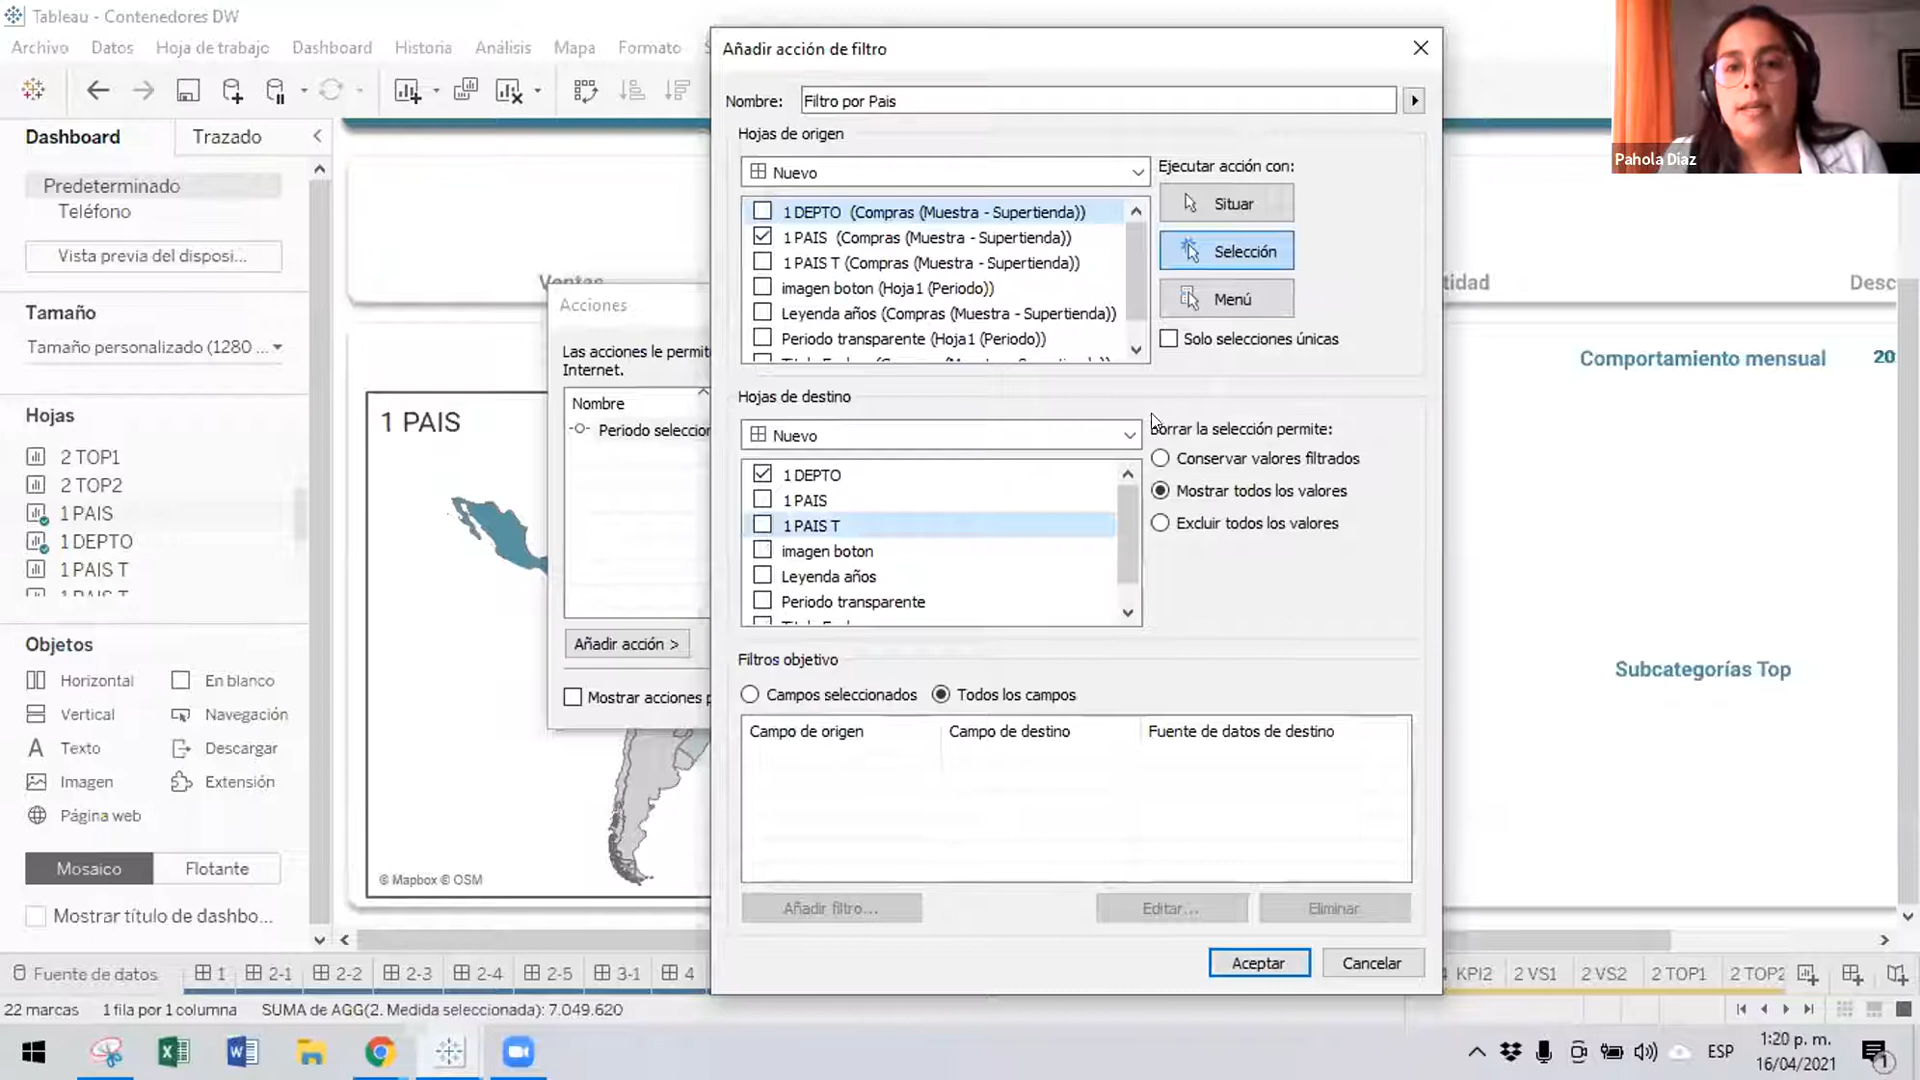 Tableau - Contenedores DW
Archivo Datos Hoja de trabajo Dashboard Historia Análisis Mapa Formato
Dashboard Trazado
Predeterminado
Teléfono
Vista previa del disposi...
Tamaño
Tamaño personalizado (1280 ...
Hojas
2 TOP1
2 TOP2
1 PAIS
1 DEPTO
1 PAIS T
Objetos
Horizontal En blanco
Vertical Navegación
Texto Descargar
Imagen Extensión
Página web
Mosaico Flotante
Mostrar título de dashbo...
Ventas
1 PAIS
© Mapbox © OSM
Acciones
Las acciones le permit
Internet.
Nombre
Periodo seleccior
Añadir acción >
Mostrar acciones p
Añadir acción de filtro
Nombre: Filtro por Pais
Hojas de origen
Nuevo
1 DEPTO (Compras (Muestra - Supertienda))
1 PAIS (Compras (Muestra - Supertienda))
1 PAIS T (Compras (Muestra - Supertienda))
imagen boton (Hoja1 (Periodo))
Leyenda años (Compras (Muestra - Supertienda))
Periodo transparente (Hoja1 (Periodo))
Ejecutar acción con:
Situar
Selección
Menú
Solo selecciones únicas
Hojas de destino
Nuevo
1 DEPTO
1 PAIS
1 PAIS T
imagen boton
Leyenda años
Periodo transparente
Borrar la selección permite:
Conservar valores filtrados
Mostrar todos los valores
Excluir todos los valores
Filtros objetivo
Campos seleccionados Todos los campos
Campo de origen Campo de destino Fuente de datos de destino
Añadir filtro... Editar... Eliminar
Aceptar Cancelar
Pahola Díaz
tidad Desc
Comportamiento mensual 20
Subcategorías Top
Fuente de datos 1 2-1 2-2 2-3 2-4 2-5 3-1 4 KPI2 2 VS1 2 VS2 2 TOP1 2 TOP2
22 marcas 1 fila por 1 columna SUMA de AGG(2. Medida seleccionada): 7.049.620
ESP
1:20 p. m.
16/04/2021
1